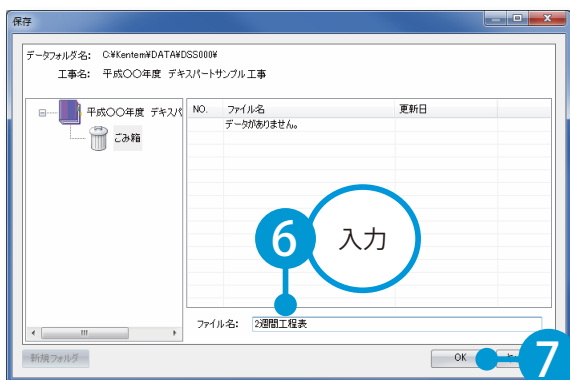 保存
データフォルダ名: C:¥Kentem¥DATA¥DSS000¥
工事名: 平成○○年度 デキスパートサンプル工事
平成○○年度 デキスパ
ごみ箱
NO. ファイル名 更新日
データがありません。
6 入力
ファイル名: 2週間工程表
新規フォルダ
OK
7